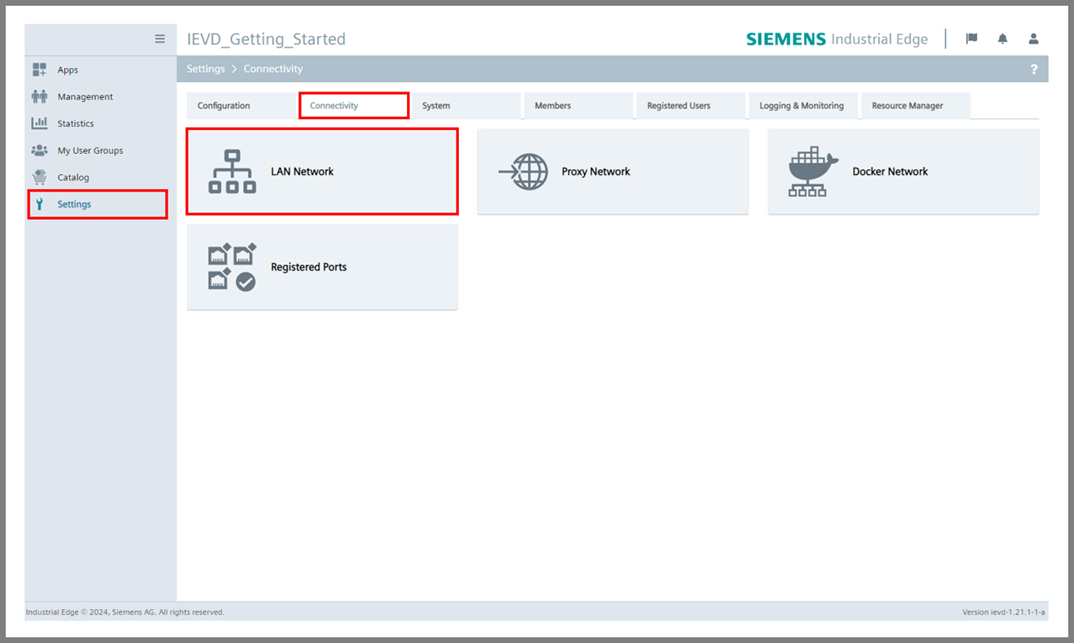 IEVD_Getting_Started
SIEMENS Industrial Edge
Apps
Management
Statistics
My User Groups
Catalog
Settings
Settings > Connectivity
?
Configuration
Connectivity
System
Members
Registered Users
Logging & Monitoring
Resource Manager
LAN Network
Proxy Network
Docker Network
Registered Ports
Industrial Edge © 2024, Siemens AG. All rights reserved.
Version ievd-1.21.1-1-a